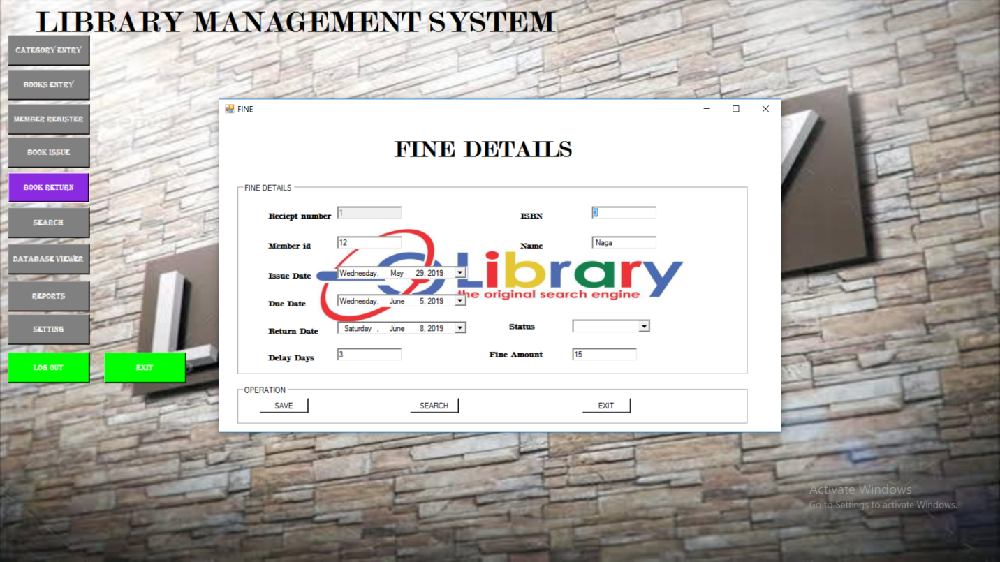 LIBRARY MANAGEMENT SYSTEM
CATEGORY ENTRY
BOOKS ENTRY
MEMBER REGISTER
BOOK ISSUE
BOOK RETURN
SEARCH
DATABASE VIEWER
REPORTS
SETTING
LOG OUT
EXIT
FINE
FINE DETAILS
FINE DETAILS
Reciept number 1 ISBN 3
Member id 12 Name Naga
Issue Date Wednesday, May 29, 2019
Library
the original search engine
Due Date Wednesday, June 5, 2019
Return Date Saturday , June 8, 2019 Status
Delay Days 3 Fine Amount 15
OPERATION
SAVE SEARCH EXIT
Activate Windows
Go to Settings to activate Windows.